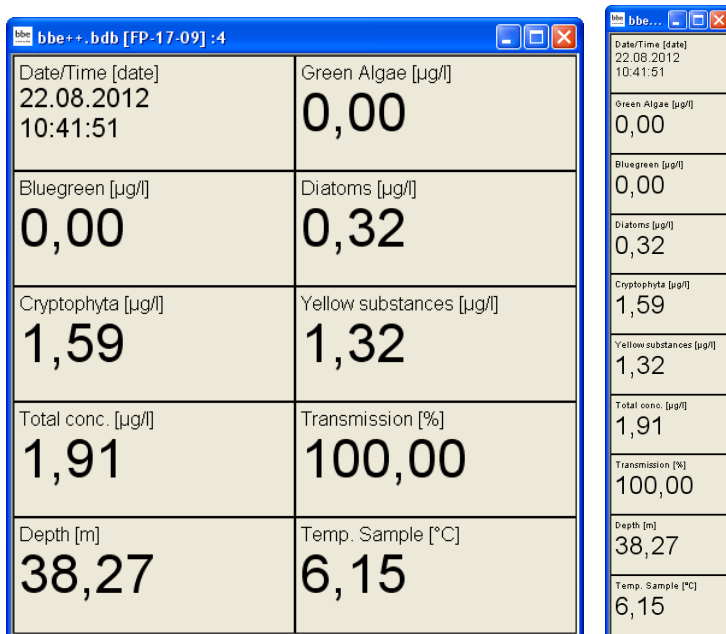 bbe
bbe++.bdb [FP-17-09] :4
Date/Time [date]
22.08.2012
10:41:51
Green Algae [µg/l]
0,00
Bluegreen [µg/l]
0,00
Diatoms [µg/l]
0,32
Cryptophyta [µg/l]
1,59
Yellow substances [µg/l]
1,32
Total conc. [µg/l]
1,91
Transmission [%]
100,00
Depth [m]
38,27
Temp. Sample [°C]
6,15
bbe
bbe...
Date/Time [date]
22.08.2012
10:41:51
Green Algae [µg/l]
0,00
Bluegreen [µg/l]
0,00
Diatoms [µg/l]
0,32
Cryptophyta [µg/l]
1,59
Yellow substances [µg/l]
1,32
Total conc. [µg/l]
1,91
Transmission [%]
100,00
Depth [m]
38,27
Temp. Sample [°C]
6,15